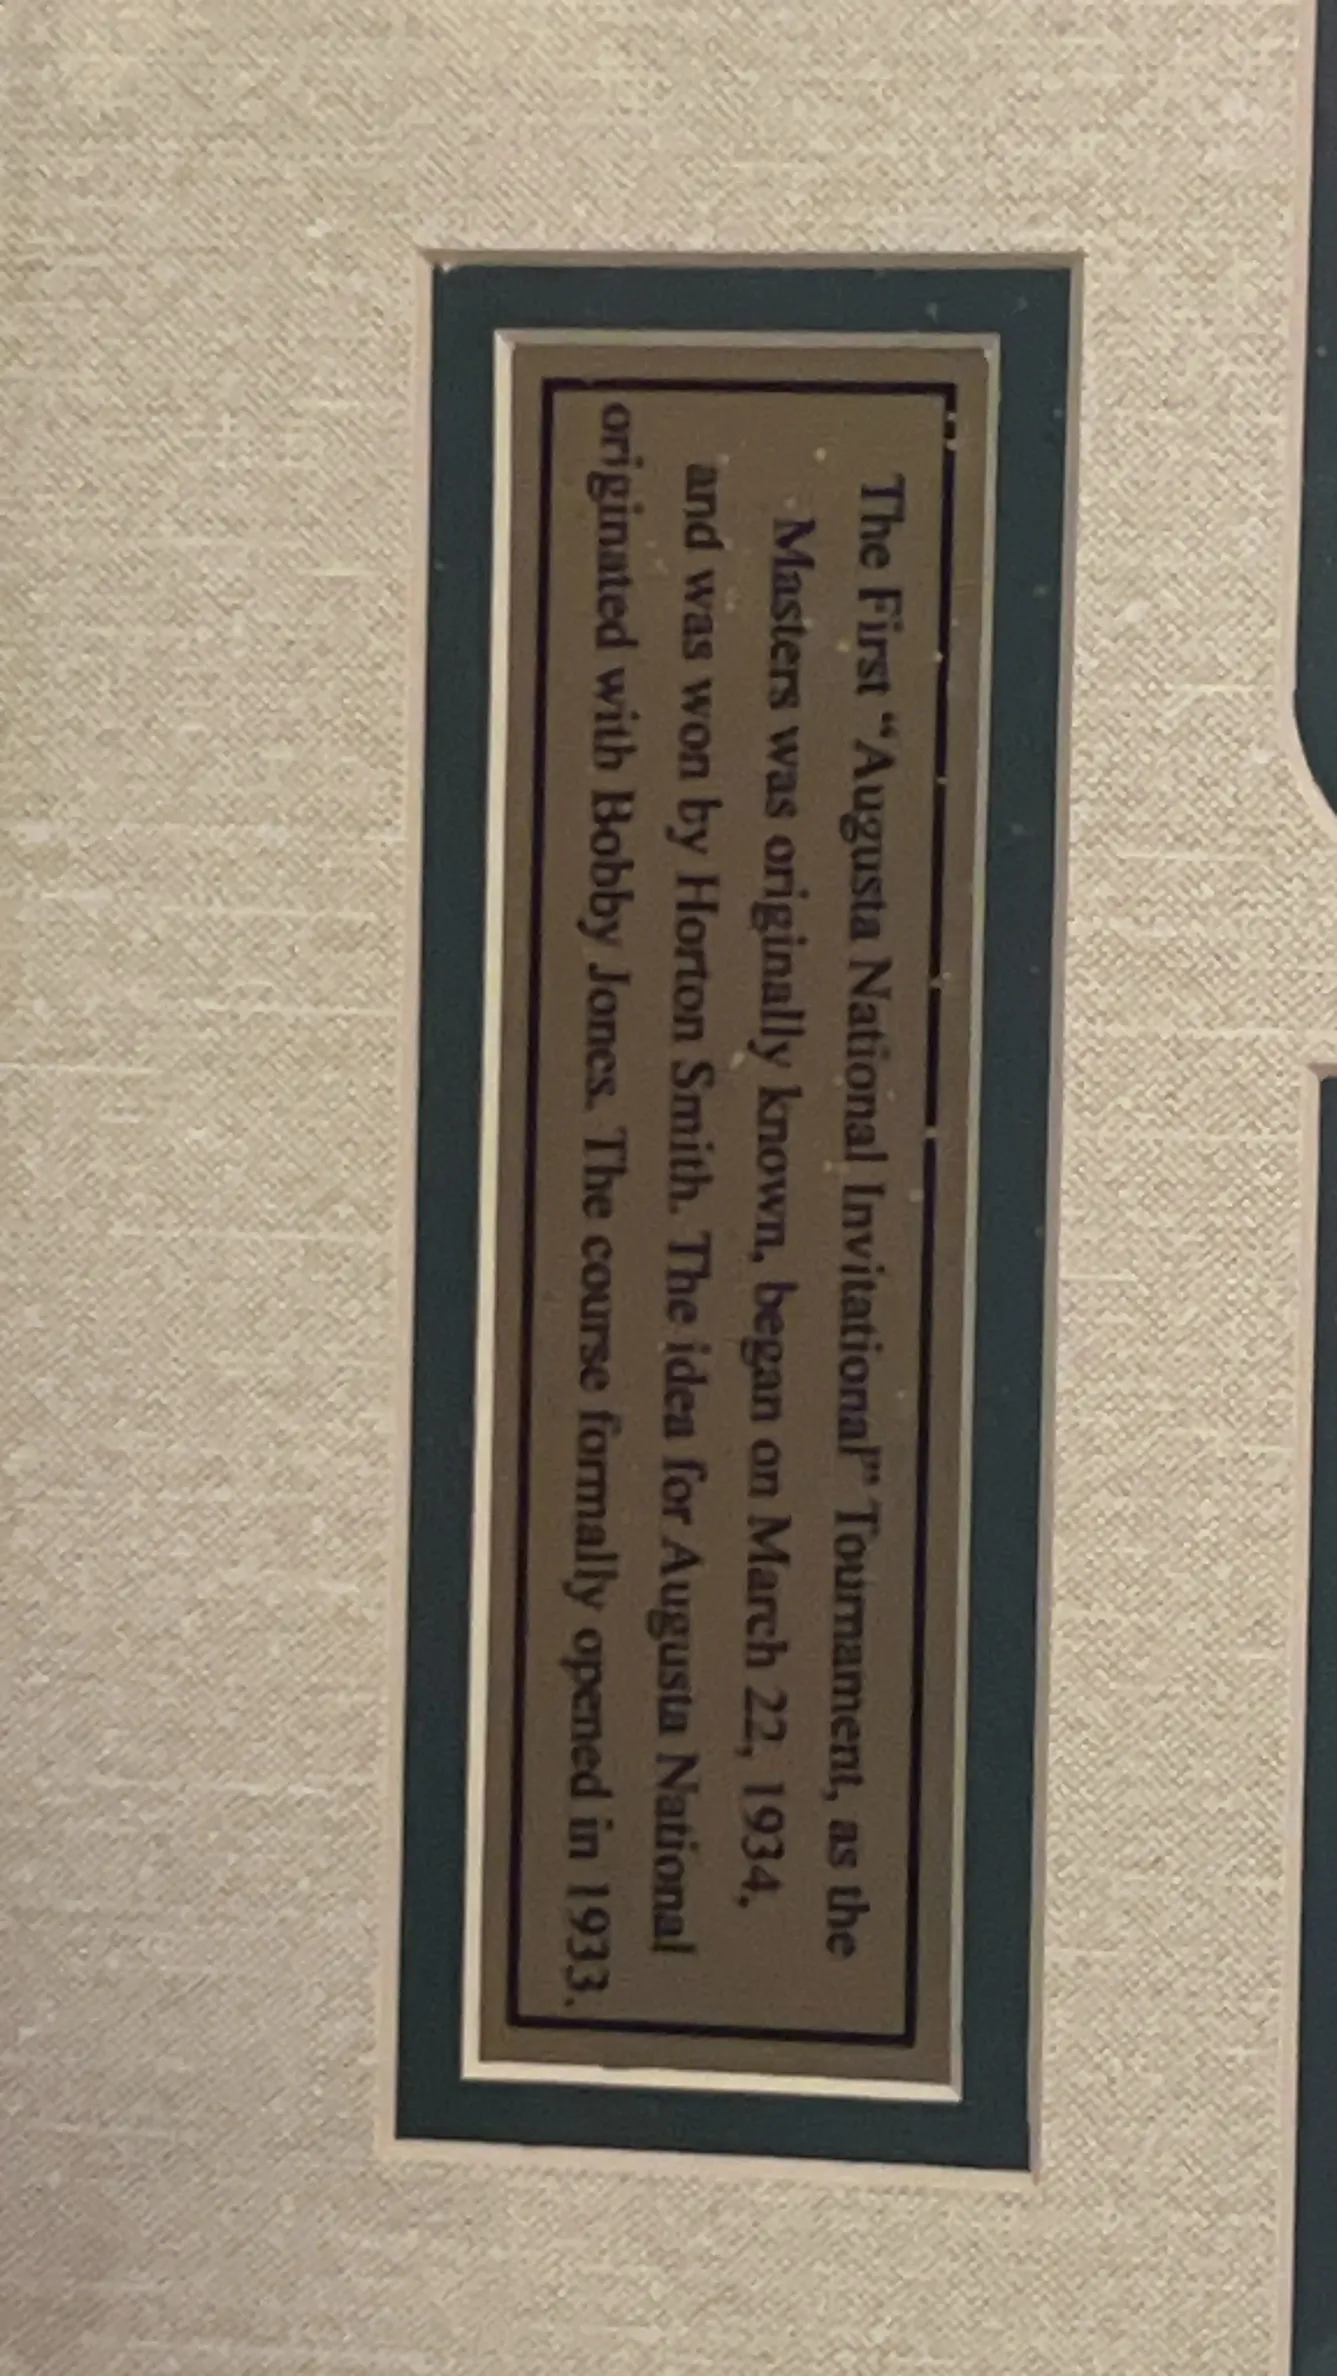 The First “Augusta National Invitational” Tournament, as the
Masters was originally known, began on March 22, 1934,
and was won by Horton Smith. The idea for Augusta National
originated with Bobby Jones. The course formally opened in 1933.